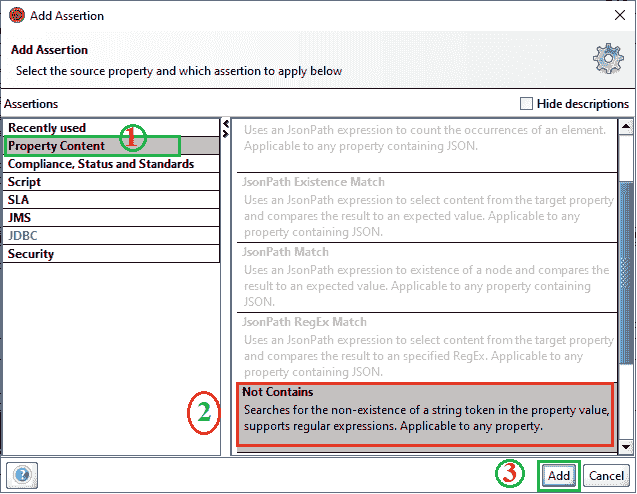 Add Assertion
Add Assertion
Select the source property and which assertion to apply below
Assertions
Hide descriptions
Recently used
Property Content
1
Compliance, Status and Standards
Script
SLA
JMS
JDBC
Security
Uses an JsonPath expression to count the occurrences of an element.
Applicable to any property containing JSON.
JsonPath Existence Match
Uses an JsonPath expression to select content from the target property
and compares the result to an expected value. Applicable to any
property containing JSON.
JsonPath Match
Uses an JsonPath expression to existence of a node and compares the
result to an expected value. Applicable to any property containing
JSON.
JsonPath RegEx Match
Uses an JsonPath expression to select content from the target property
and compares the result to an specified RegEx. Applicable to any
property containing JSON.
2
Not Contains
Searches for the non-existence of a string token in the property value,
supports regular expressions. Applicable to any property.
?
3
Add
Cancel